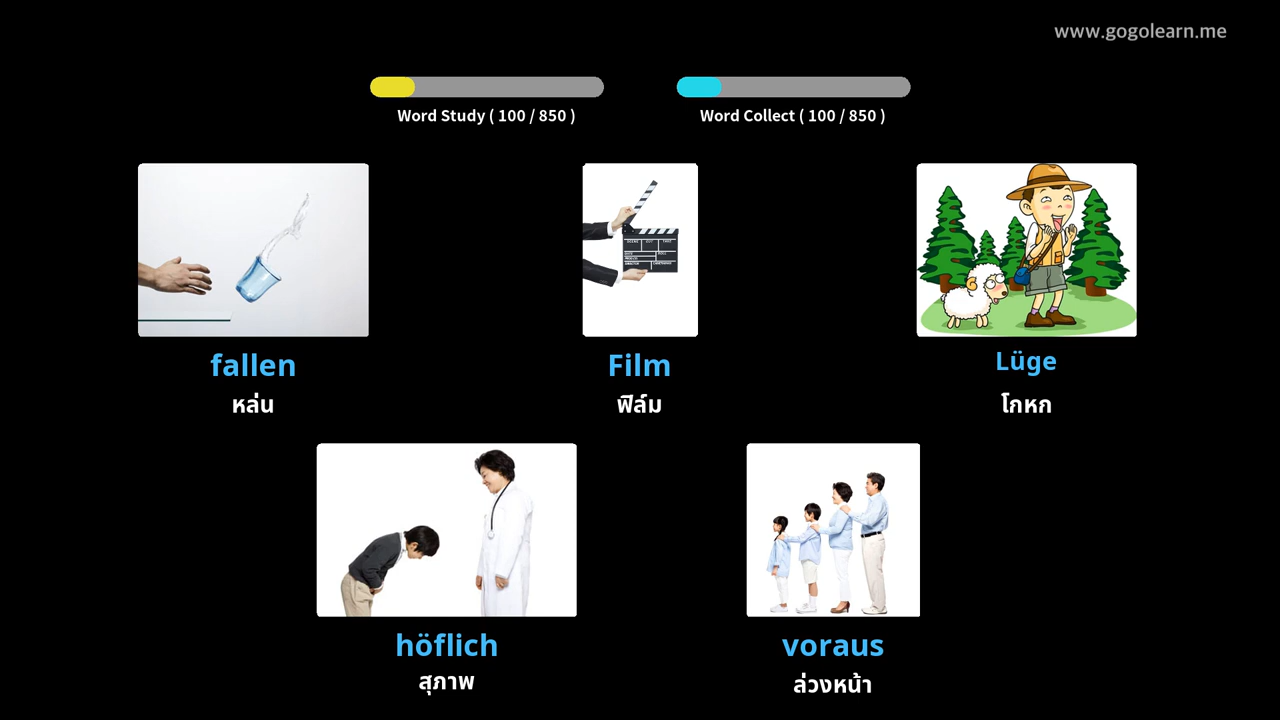 www.gogolearn.me
Word Study ( 100 / 850 )
Word Collect ( 100 / 850 )
fallen
หล่น
Film
ฟิล์ม
Lüge
โกหก
höflich
สุภาพ
voraus
ล่วงหน้า